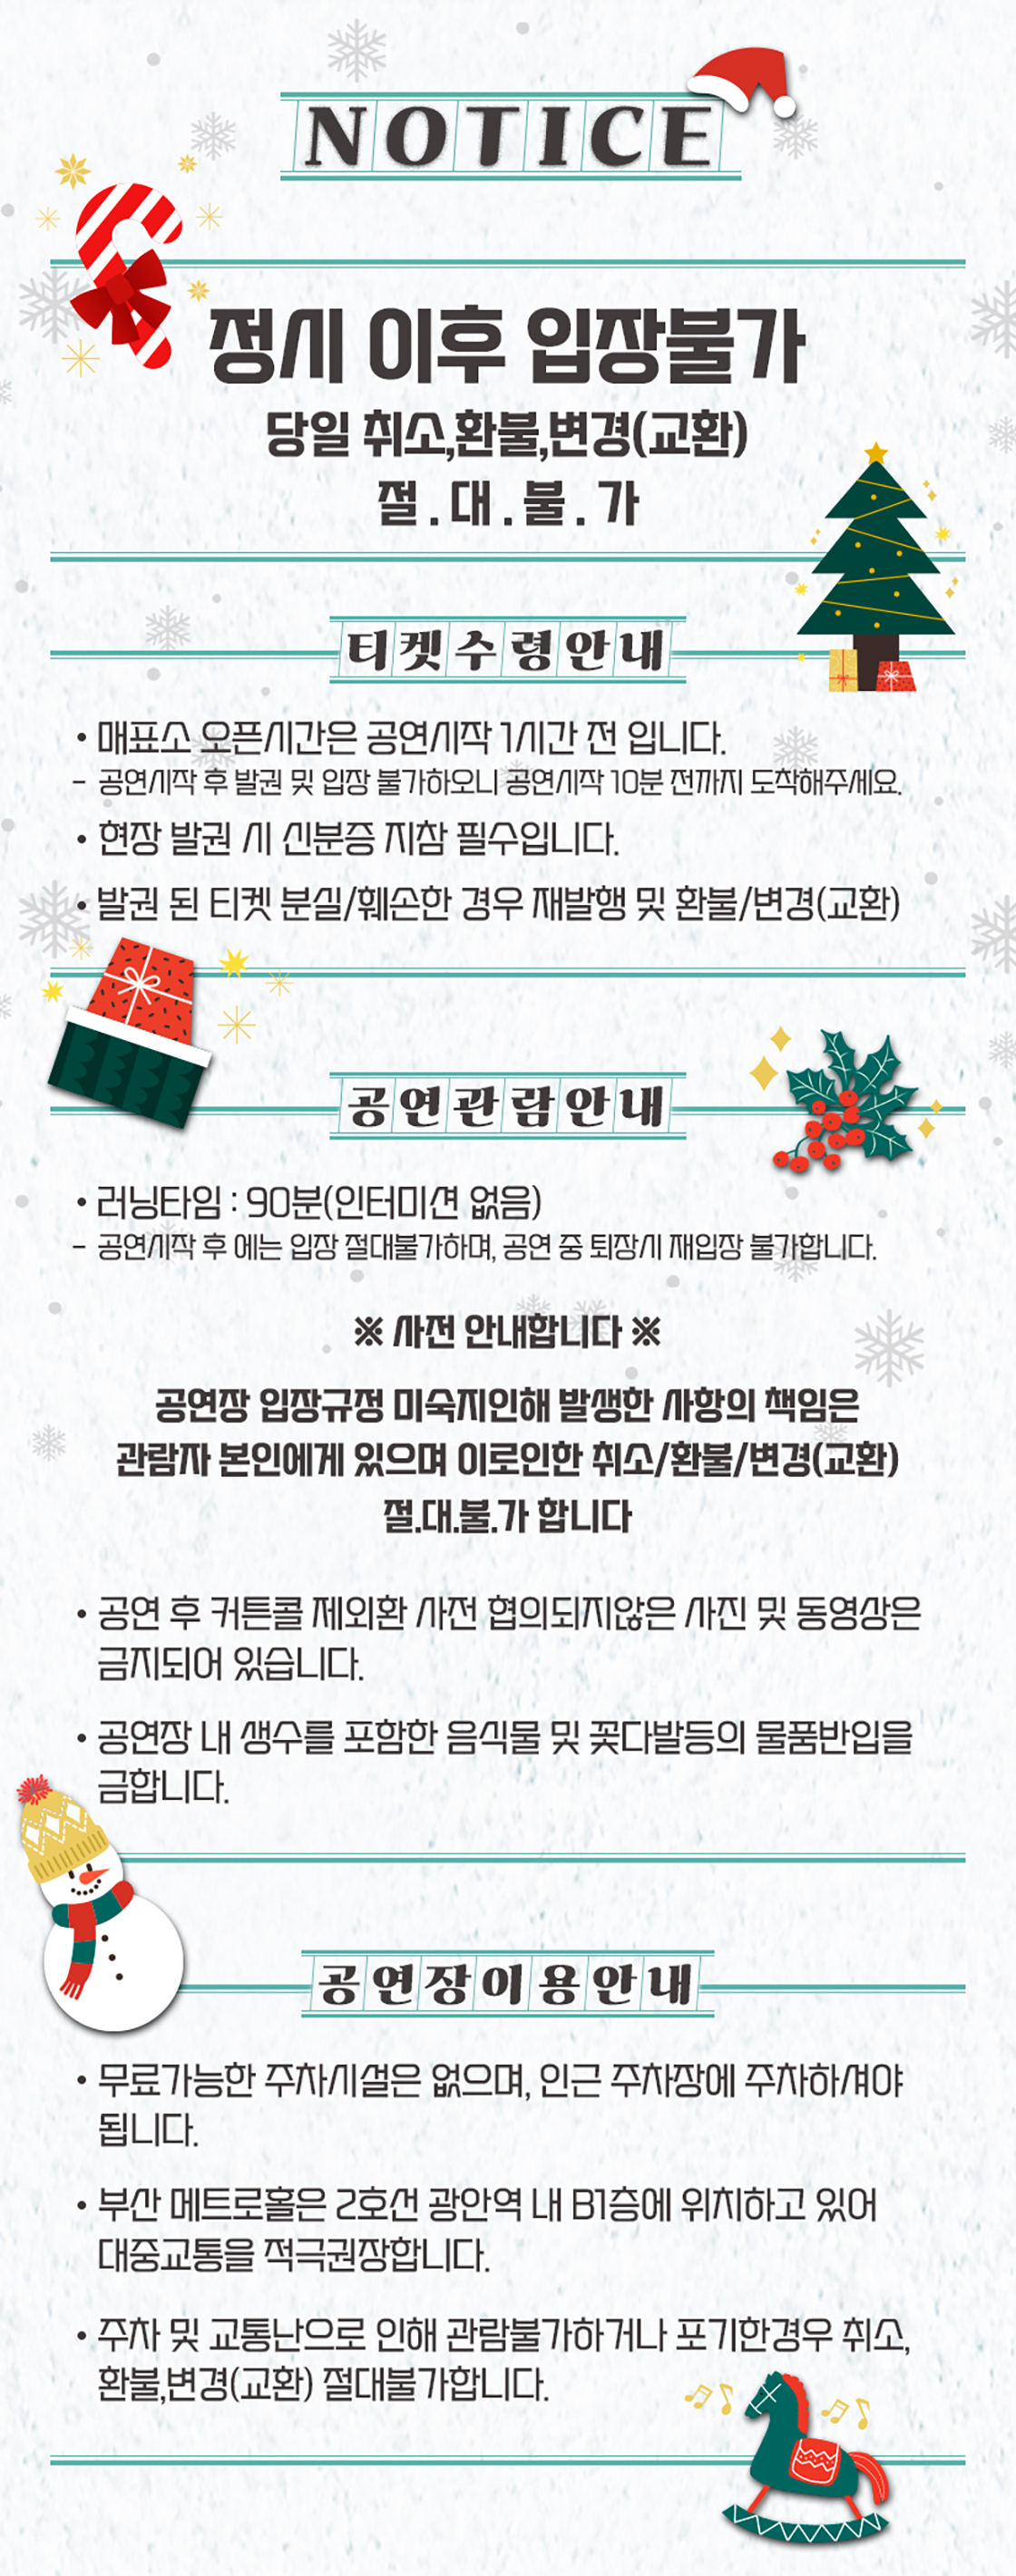 NOTICE
정시 이후 입장불가
당일 취소,환불,변경(교환)
절.대.불.가
티켓수령안내
• 매표소 오픈시간은 공연시작 1시간 전 입니다.
- 공연시작 후 발권 및 입장 불가하오니 공연시작 10분 전까지 도착해주세요.
• 현장 발권 시 신분증 지참 필수입니다.
• 발권 된 티켓 분실/훼손한 경우 재발행 및 환불/변경(교환)
공연관람안내
• 러닝타임 : 90분(인터미션 없음)
- 공연시작 후 에는 입장 절대불가하며, 공연 중 퇴장시 재입장 불가합니다.
※ 사전 안내합니다 ※
공연장 입장규정 미숙지인해 발생한 사항의 책임은
관람자 본인에게 있으며 이로인한 취소/환불/변경(교환)
절.대.불.가 합니다
• 공연 후 커튼콜 제외환 사전 협의되지않은 사진 및 동영상은
금지되어 있습니다.
• 공연장 내 생수를 포함한 음식물 및 꽃다발등의 물품반입을
금합니다.
공연장이용안내
• 무료가능한 주차시설은 없으며, 인근 주차장에 주차하셔야
됩니다.
• 부산 메트로홀은 2호선 광안역 내 B1층에 위치하고 있어
대중교통을 적극권장합니다.
• 주차 및 교통난으로 인해 관람불가하거나 포기한경우 취소,
환불,변경(교환) 절대불가합니다.